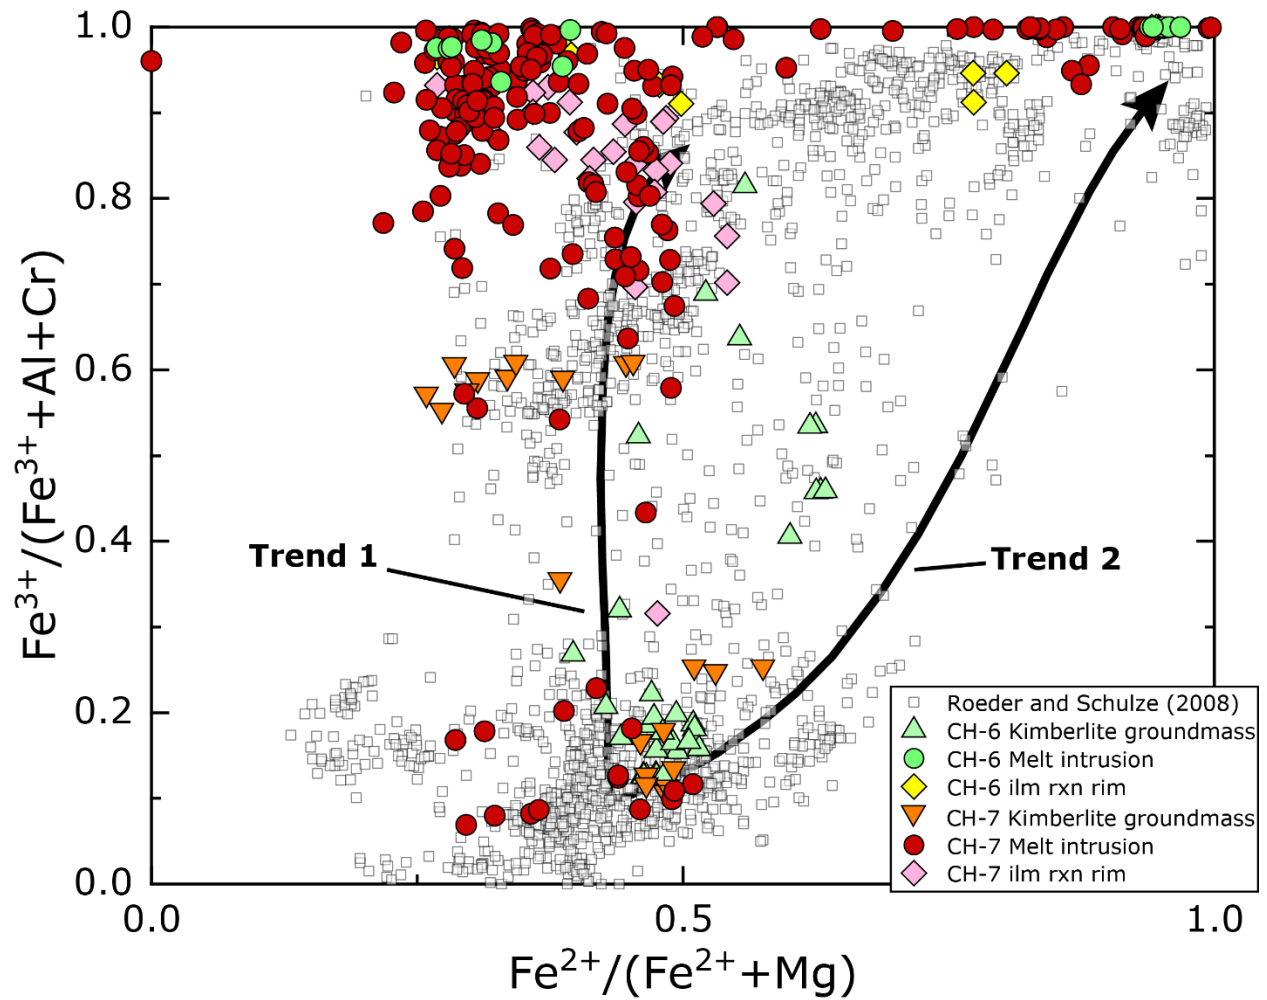 1.0
0.8
0.6
0.4
0.2
0.0
Fe³⁺/(Fe³⁺+Al+Cr)
Trend 1
Trend 2
Roeder and Schulze (2008)
CH-6 Kimberlite groundmass
CH-6 Melt intrusion
CH-6 ilm rxn rim
CH-7 Kimberlite groundmass
CH-7 Melt intrusion
CH-7 ilm rxn rim
0.0 0.5 1.0
Fe²⁺/(Fe²⁺+Mg)